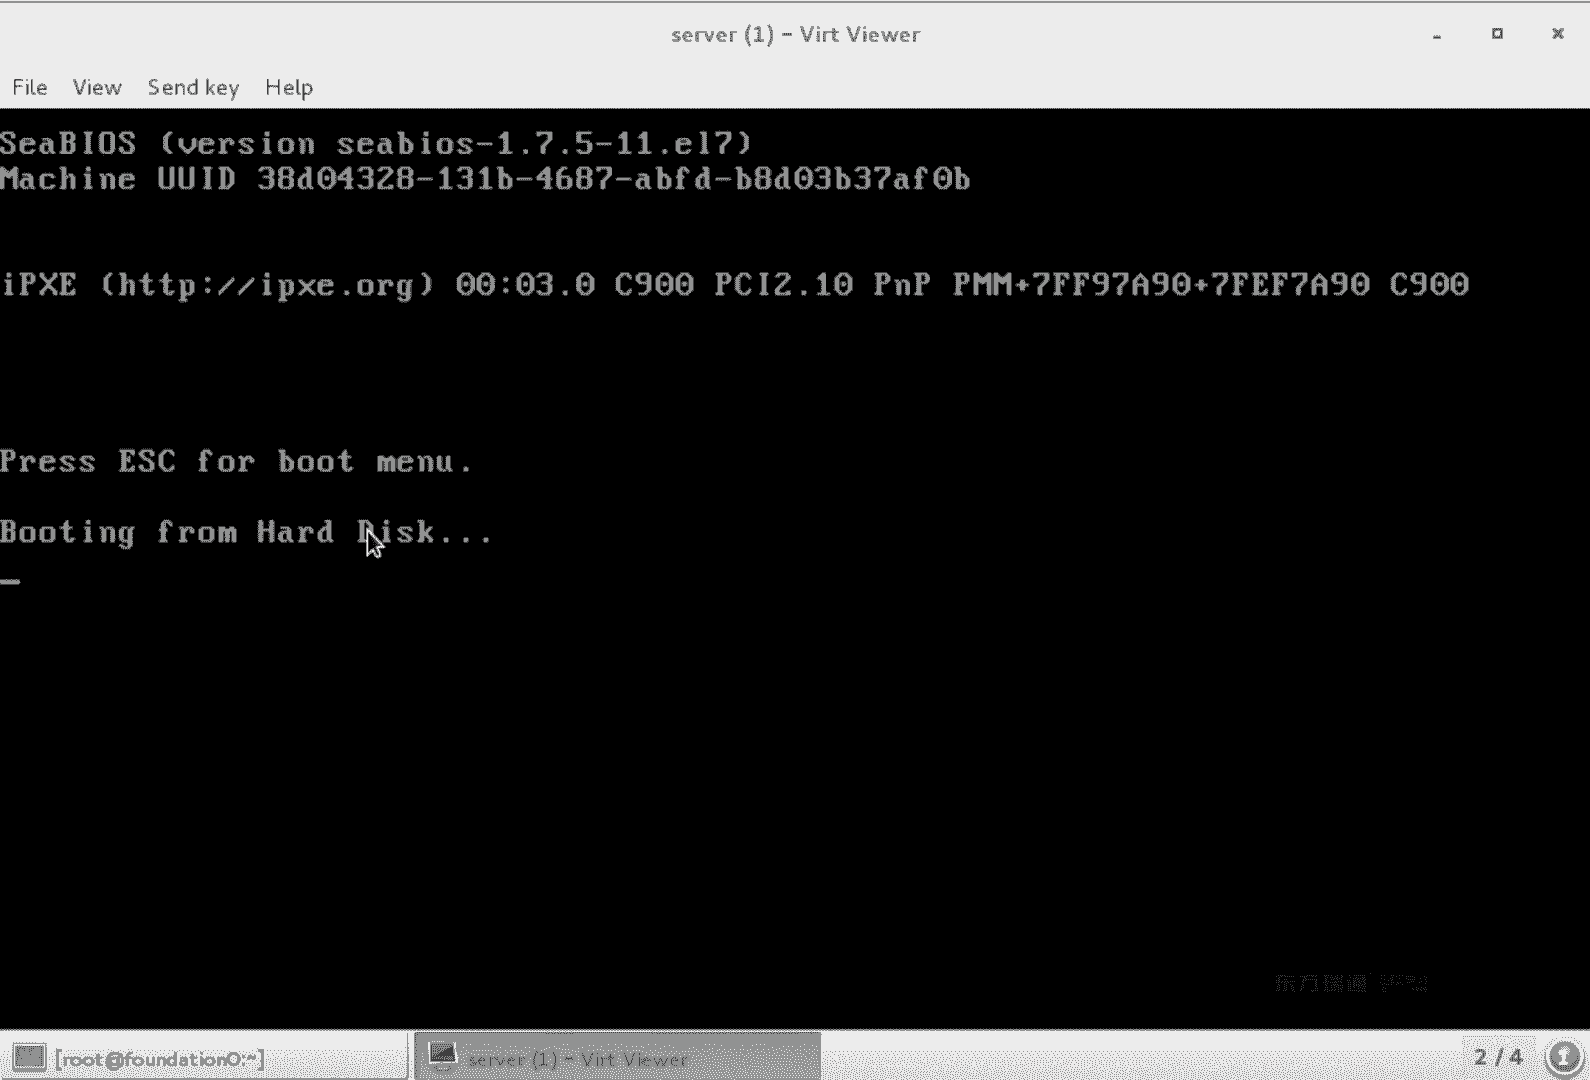 server (1) – Virt Viewer
File View Send key Help
SeaBIOS (version seabios-1.7.5-11.el7)
Machine UUID 38d04328-131b-4687-abfd-b8d03b37af0b
iPXE (http://ipxe.org) 00:03.0 C900 PCI2.10 PnP PMM+7FF97A90+7FEF7A90 C900
Press ESC for boot menu.
Booting from Hard Disk...
[root@foundation0:~]
server (1) – Virt Viewer
2 / 4